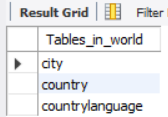 Result Grid Filter
Tables_in_world
city
country
countrylanguage